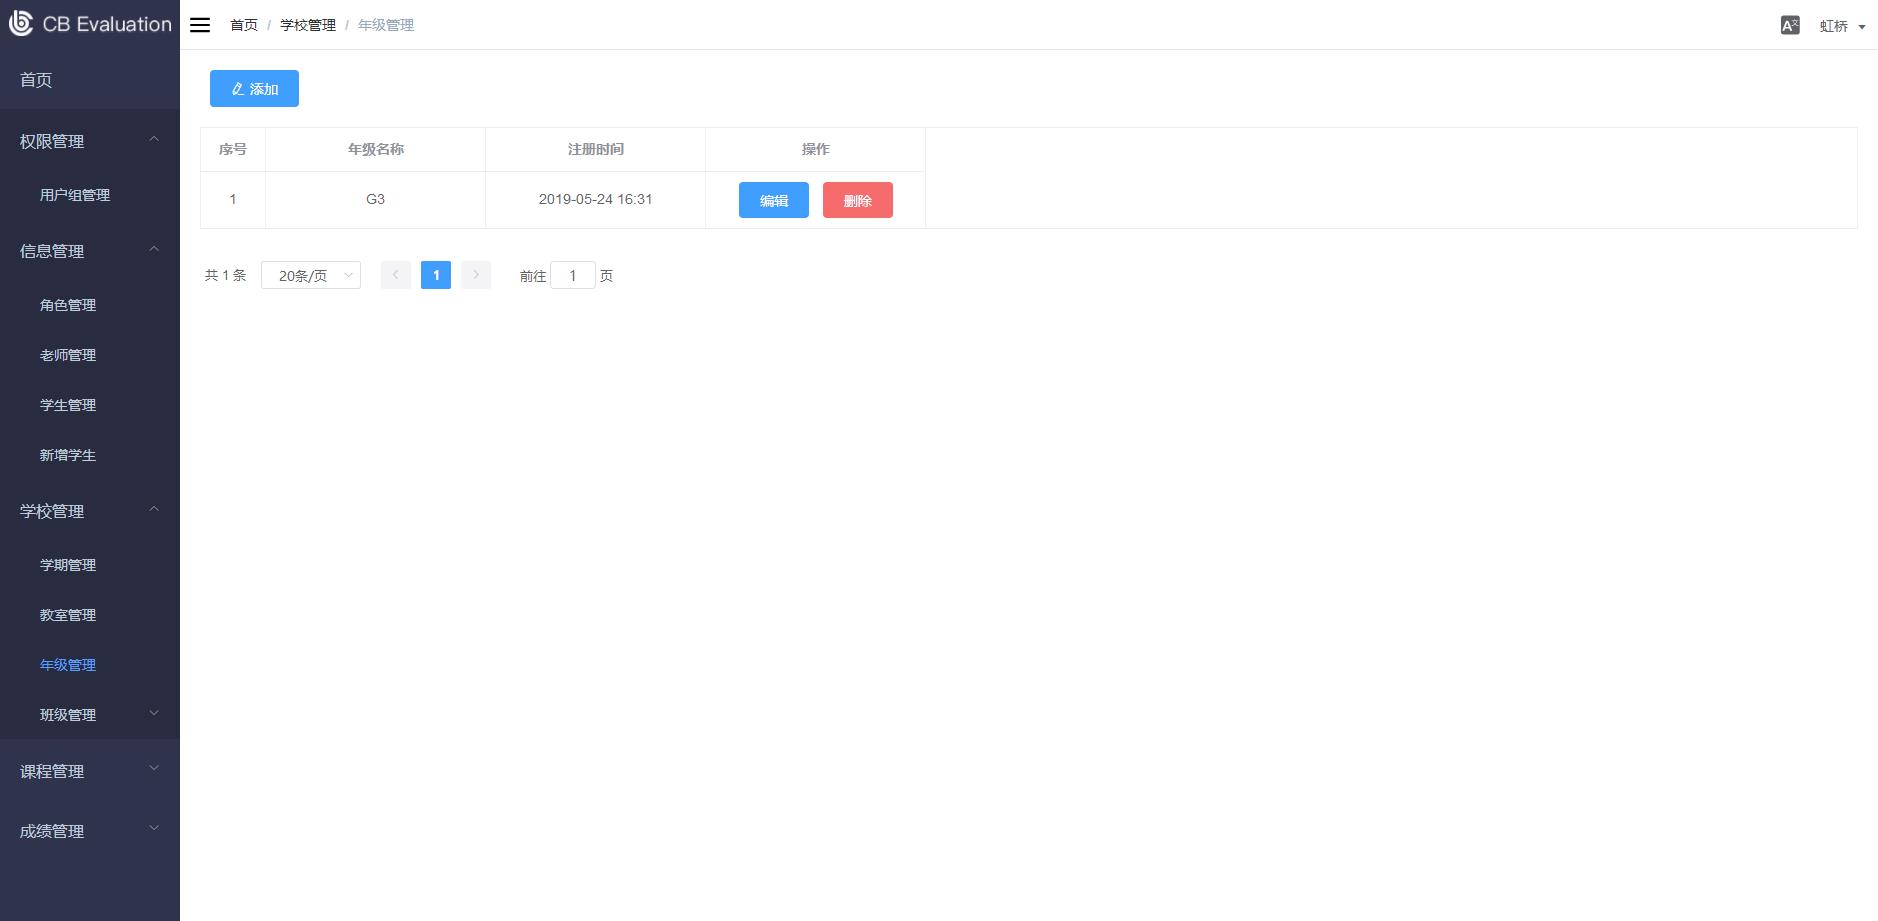 CB Evaluation
首页
权限管理
用户组管理
信息管理
角色管理
老师管理
学生管理
新增学生
学校管理
学期管理
教室管理
年级管理
班级管理
课程管理
成绩管理
首页 / 学校管理 / 年级管理
A文 虹桥
添加
序号 年级名称 注册时间 操作
1 G3 2019-05-24 16:31 编辑 删除
共 1 条 20条/页 1 前往 1 页